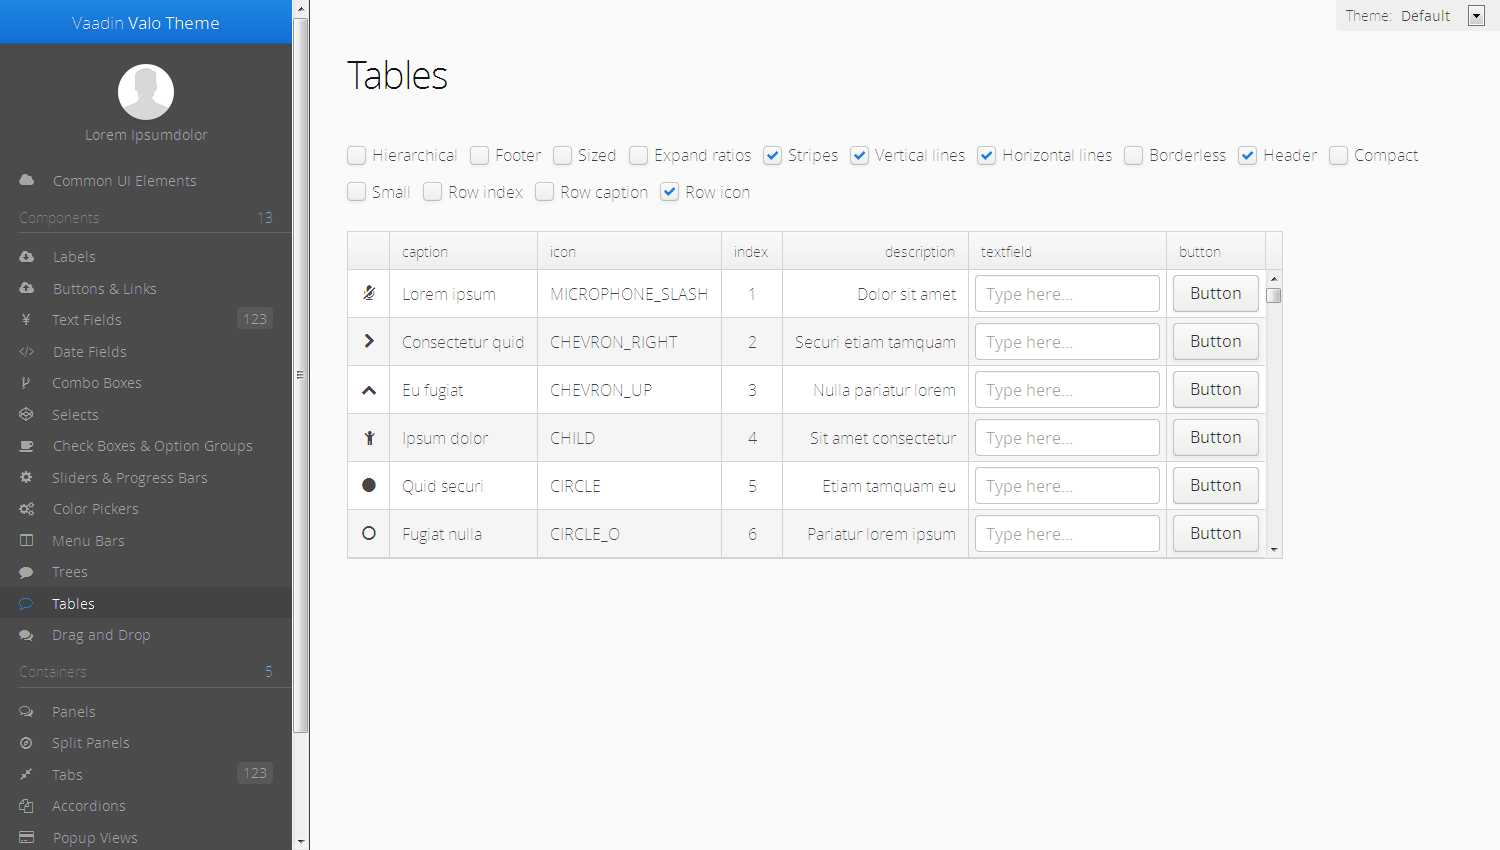 Vaadin Valo Theme
Lorem Ipsumdolor
Common UI Elements
Components 13
Labels
Buttons & Links
Text Fields 123
Date Fields
Combo Boxes
Selects
Check Boxes & Option Groups
Sliders & Progress Bars
Color Pickers
Menu Bars
Trees
Tables
Drag and Drop
Containers 5
Panels
Split Panels
Tabs 123
Accordions
Popup Views
Theme: Default
Tables
Hierarchical Footer Sized Expand ratios Stripes Vertical lines Horizontal lines Borderless Header Compact
Small Row index Row caption Row icon
caption icon index description textfield button
Lorem ipsum MICROPHONE_SLASH 1 Dolor sit amet Type here... Button
Consectetur quid CHEVRON_RIGHT 2 Securi etiam tamquam Type here... Button
Eu fugiat CHEVRON_UP 3 Nulla pariatur lorem Type here... Button
Ipsum dolor CHILD 4 Sit amet consectetur Type here... Button
Quid securi CIRCLE 5 Etiam tamquam eu Type here... Button
Fugiat nulla CIRCLE_O 6 Pariatur lorem ipsum Type here... Button